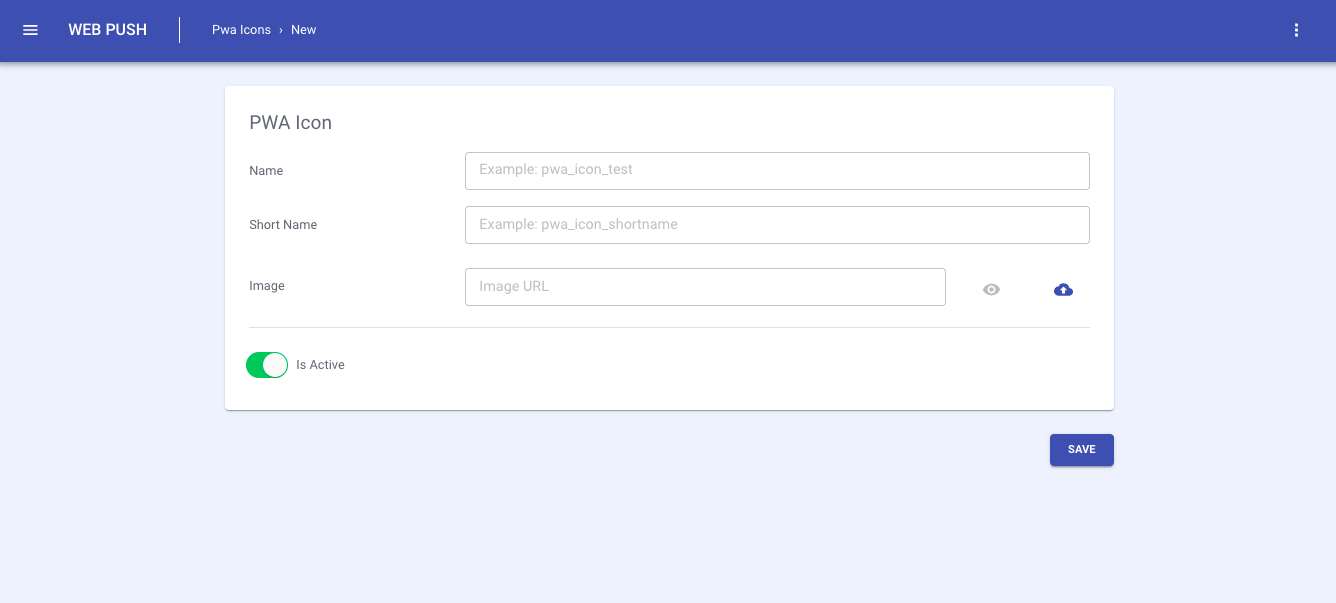 WEB PUSH
Pwa Icons › New
PWA Icon
Name
Example: pwa_icon_test
Short Name
Example: pwa_icon_shortname
Image
Image URL
Is Active
SAVE